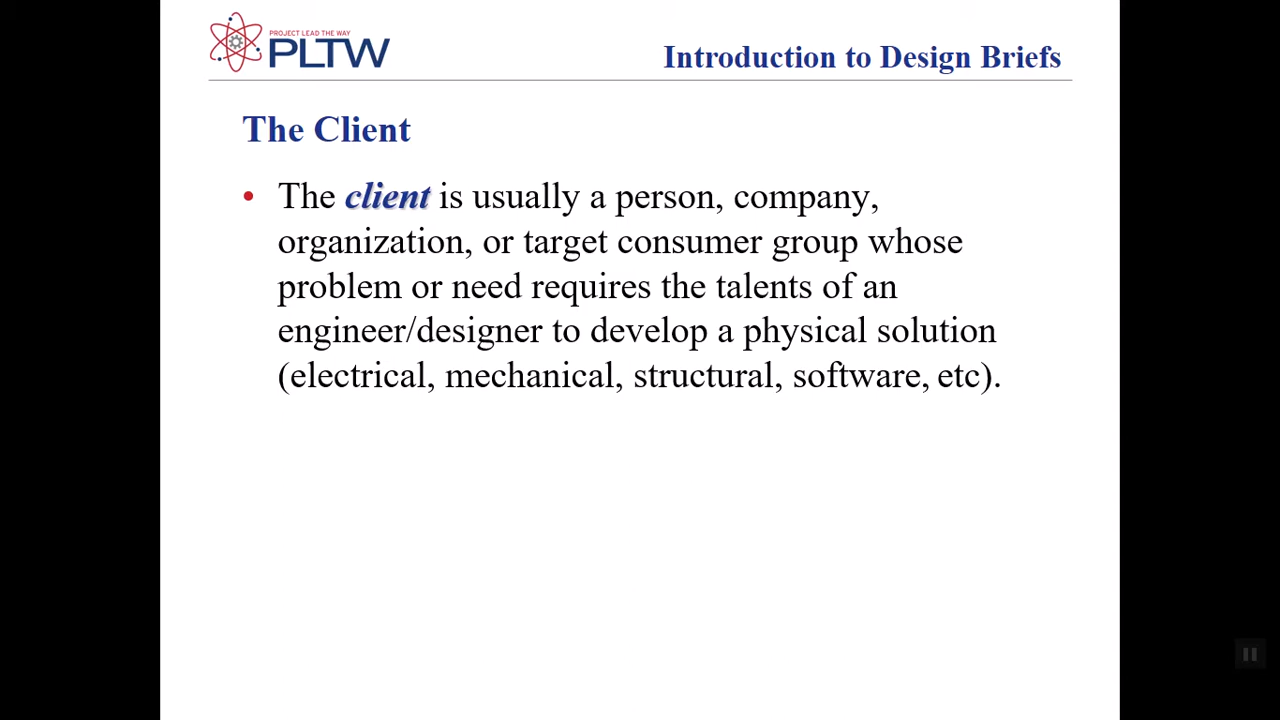 PROJECT LEAD THE WAY
PLTW
Introduction to Design Briefs
The Client
• The client is usually a person, company,
organization, or target consumer group whose
problem or need requires the talents of an
engineer/designer to develop a physical solution
(electrical, mechanical, structural, software, etc).